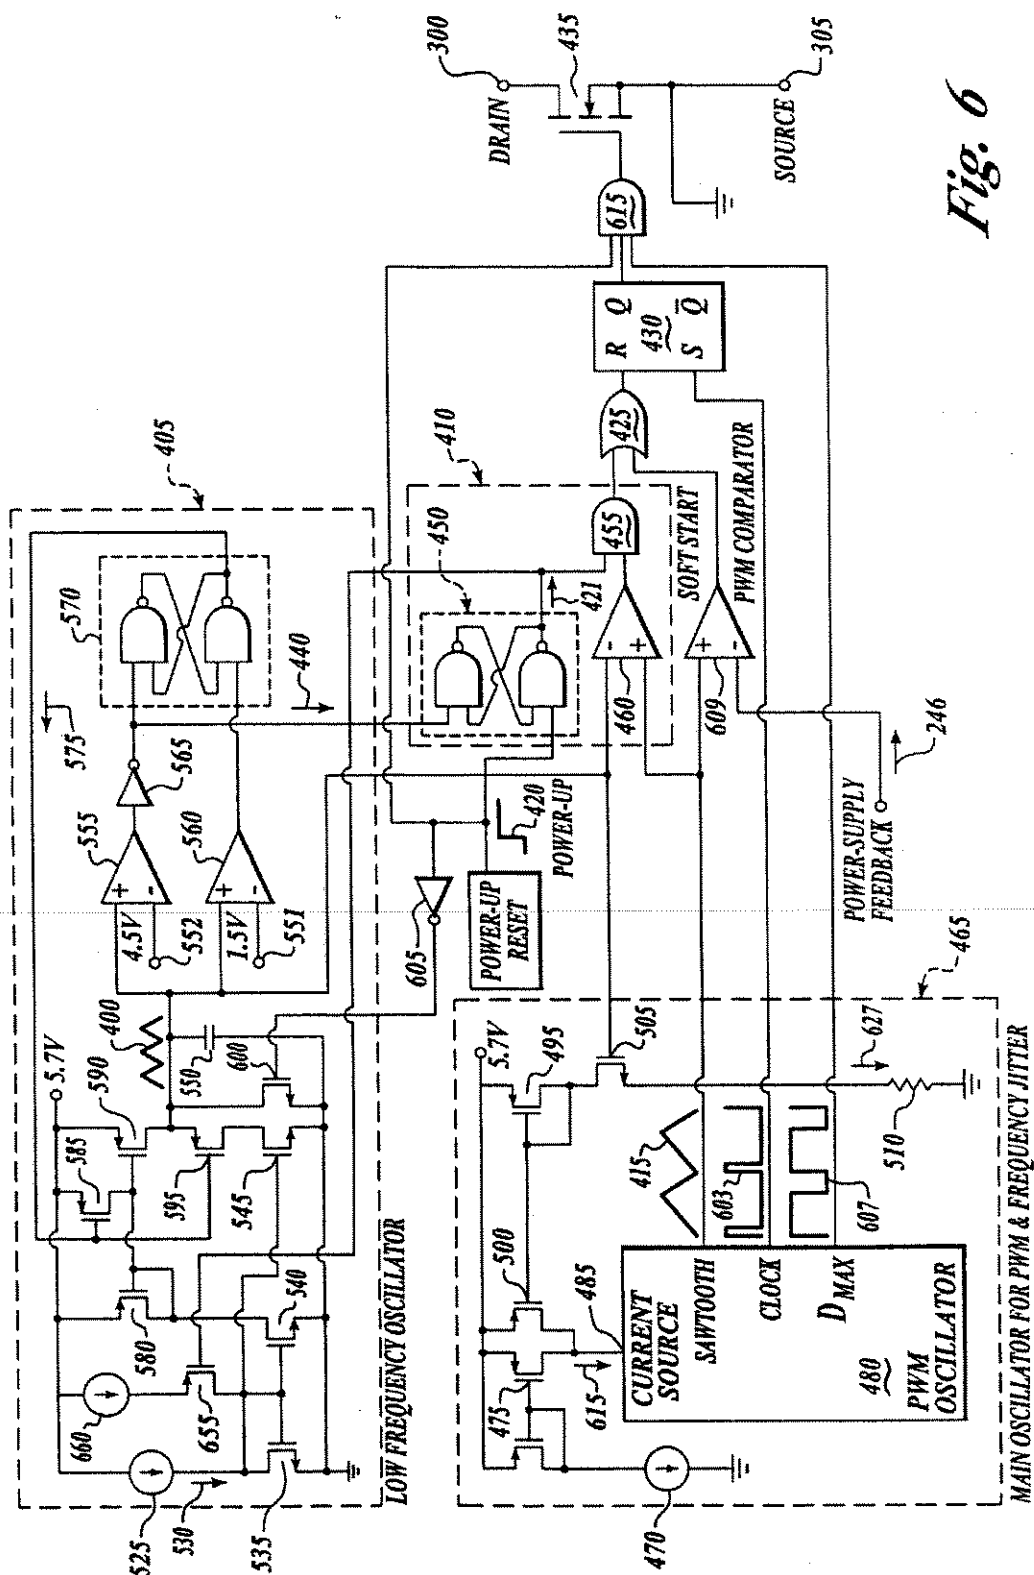 405
570
575
440
565
555
560
4.5V
552
1.5V
551
400
5.7V
590
585
550
600
595
545
580
540
655
660
525
530
535
LOW FREQUENCY OSCILLATOR
410
450
421
455
SOFT START
460
425
PWM COMPARATOR
609
R Q
430
S Q̅
615
DRAIN
300
435
SOURCE
305
605
POWER-UP
RESET
420
POWER-UP
POWER-SUPPLY
FEEDBACK
246
465
5.7V
495
505
627
510
500
475
485
615
470
415
603
607
CURRENT
SOURCE
SAWTOOTH
CLOCK
DMAX
480
PWM
OSCILLATOR
MAIN OSCILLATOR FOR PWM & FREQUENCY JITTER
Fig. 6
+
-
+
-
-
+
+
-